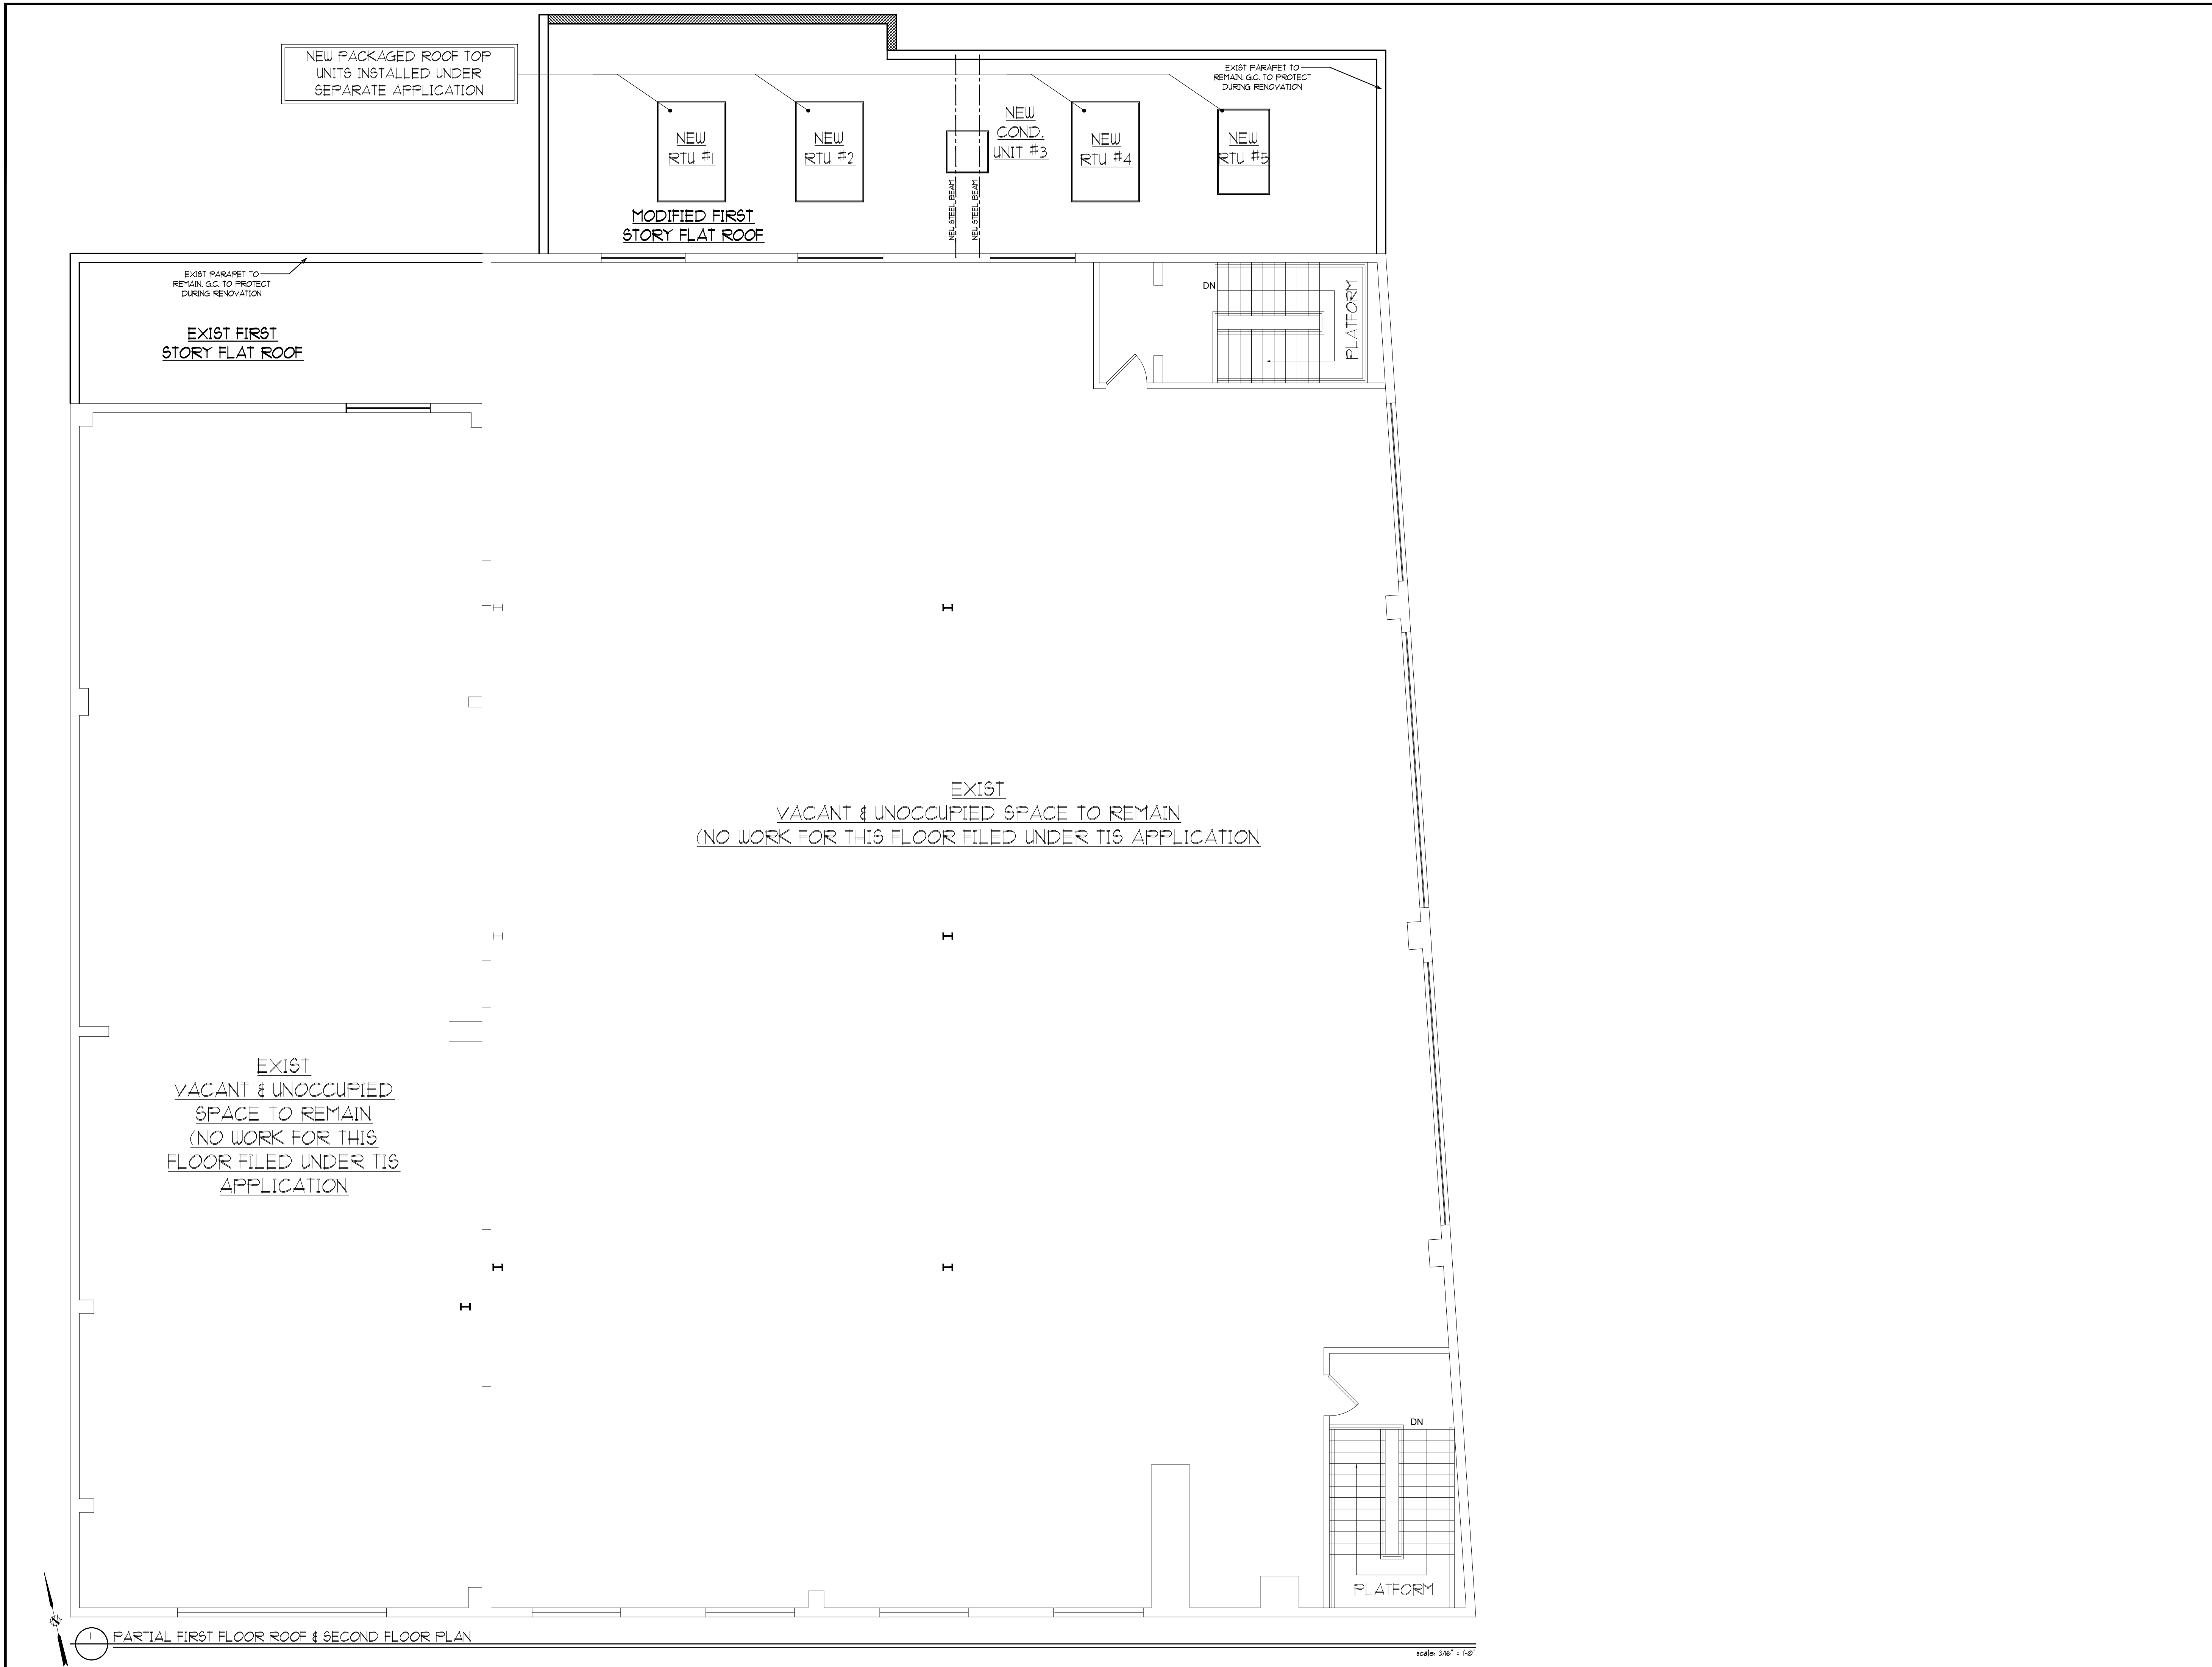 NEW PACKAGED ROOF TOP
UNITS INSTALLED UNDER
SEPARATE APPLICATION
EXIST PARAPET TO
REMAIN. G.C. TO PROTECT
DURING RENOVATION
NEW
RTU #1
NEW
RTU #2
NEW
COND.
UNIT #3
NEW
RTU #4
NEW
RTU #5
NEW STEEL BEAM
NEW STEEL BEAM
MODIFIED FIRST
STORY FLAT ROOF
EXIST PARAPET TO
REMAIN. G.C. TO PROTECT
DURING RENOVATION
EXIST FIRST
STORY FLAT ROOF
DN
PLATFORM
EXIST
VACANT & UNOCCUPIED SPACE TO REMAIN
(NO WORK FOR THIS FLOOR FILED UNDER TIS APPLICATION
EXIST
VACANT & UNOCCUPIED
SPACE TO REMAIN
(NO WORK FOR THIS
FLOOR FILED UNDER TIS
APPLICATION
DN
PLATFORM
N
1
PARTIAL FIRST FLOOR ROOF & SECOND FLOOR PLAN
scale: 3/16" = 1'-0"